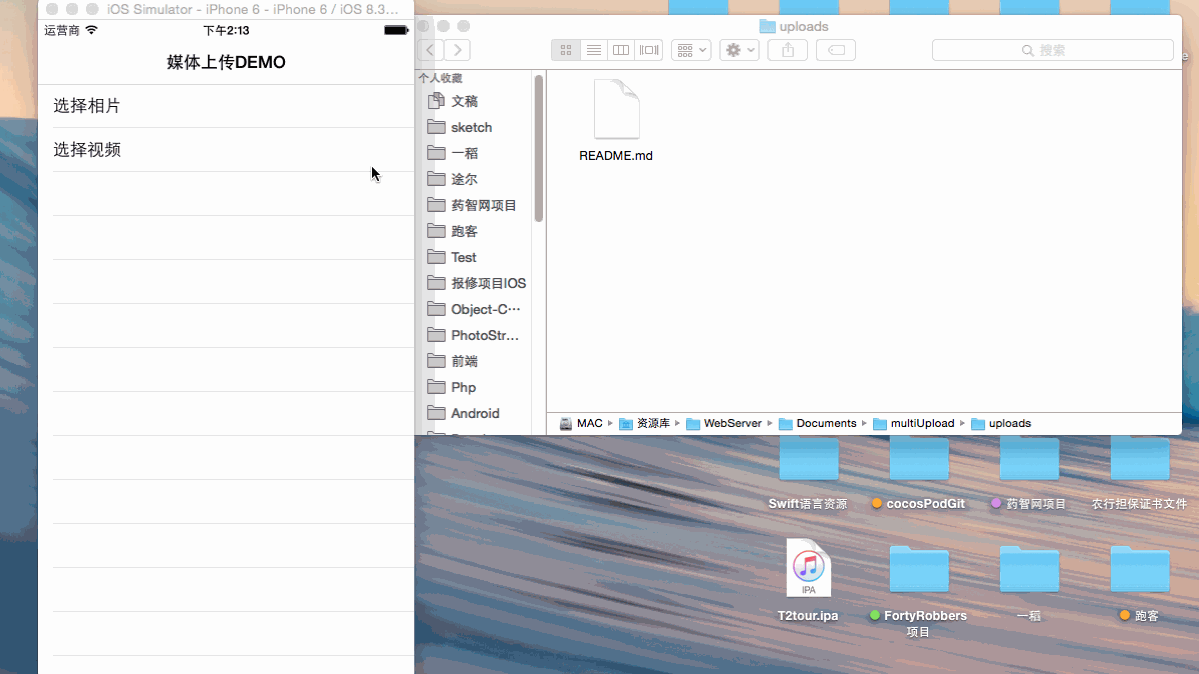 iOS Simulator - iPhone 6 - iPhone 6 / iOS 8.3...
运营商
下午2:13
媒体上传DEMO
选择相片
选择视频
uploads
搜索
个人收藏
文稿
sketch
一稻
途尔
药智网项目
跑客
Test
报修项目IOS
Object-C…
PhotoStr...
前端
Php
Android
README.md
MAC
资源库
WebServer
Documents
multiUpload
uploads
Swift语言资源
cocosPodGit
药智网项目
农行担保证书文件
IPA
T2tour.ipa
FortyRobbers
项目
一稻
跑客